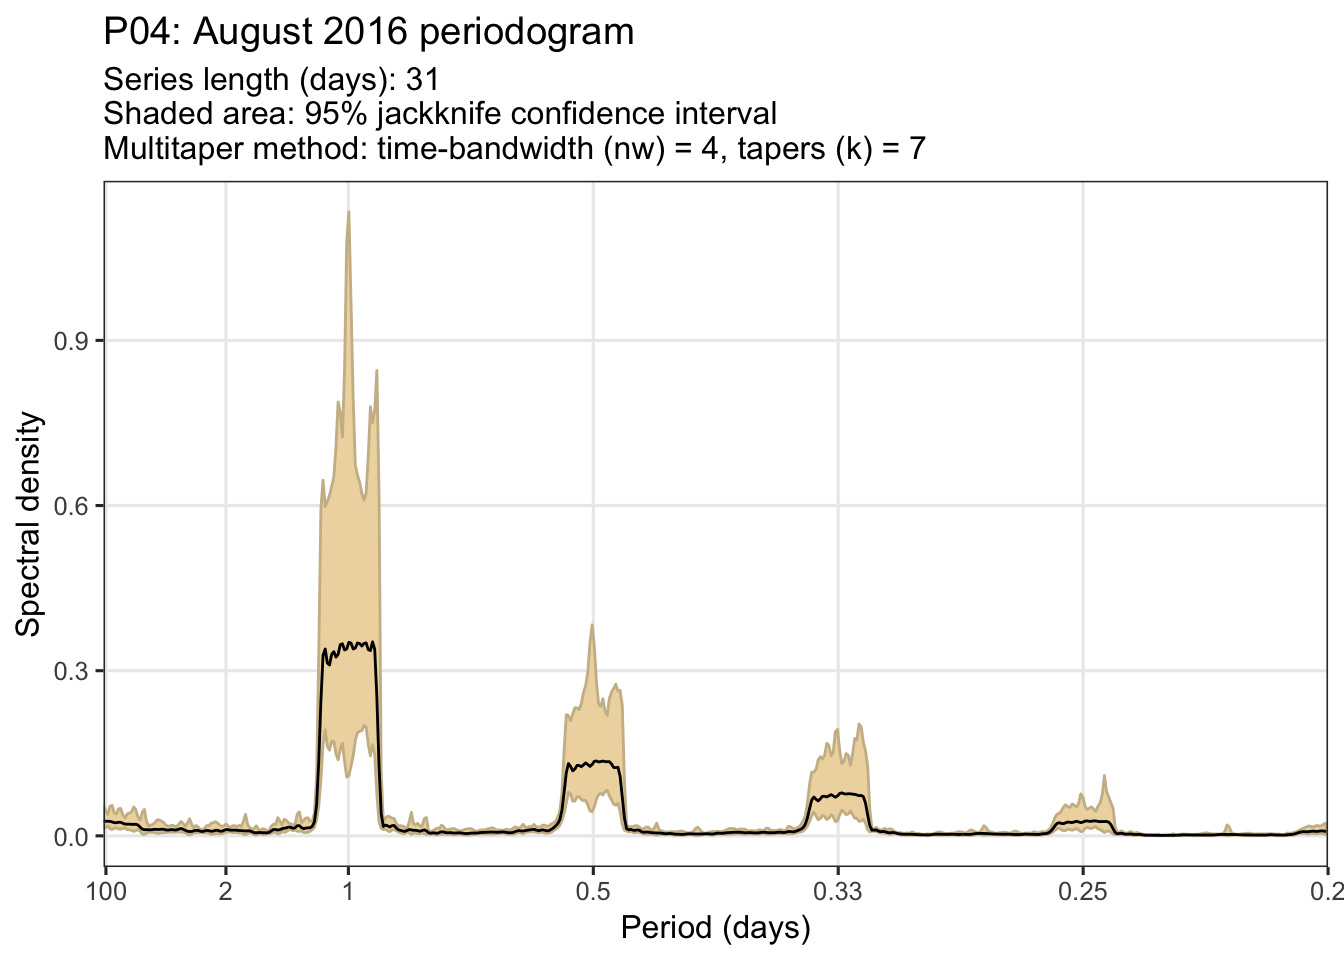 P04: August 2016 periodogram
Series length (days): 31
Shaded area: 95% jackknife confidence interval
Multitaper method: time-bandwidth (nw) = 4, tapers (k) = 7
Spectral density
0.9
0.6
0.3
0.0
100 2 1 0.5 0.33 0.25 0.2
Period (days)